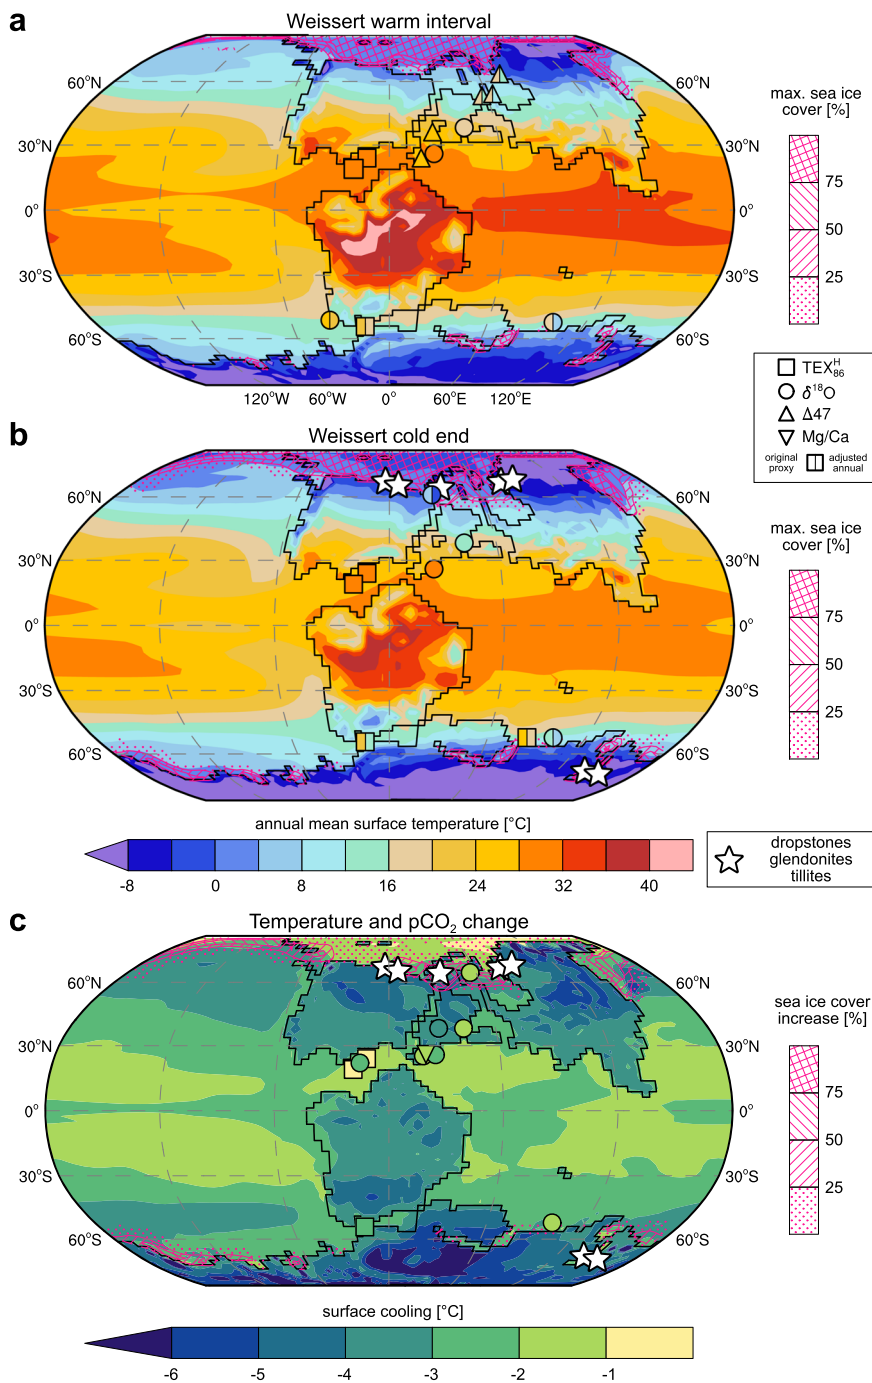 a
Weissert warm interval
60°N
60°N
30°N
30°N
0°
0°
30°S
30°S
60°S
60°S
120°W
60°W
0°
60°E
120°E
max. sea ice
cover [%]
75
50
25
TEX₈₆ᴴ
δ¹⁸O
Δ47
Mg/Ca
original
proxy
adjusted
annual
b
Weissert cold end
60°N
60°N
30°N
30°N
0°
0°
30°S
30°S
60°S
60°S
max. sea ice
cover [%]
75
50
25
annual mean surface temperature [°C]
-8
0
8
16
24
32
40
dropstones
glendonites
tillites
c
Temperature and pCO₂ change
60°N
60°N
30°N
30°N
0°
0°
30°S
30°S
60°S
60°S
sea ice cover
increase [%]
75
50
25
surface cooling [°C]
-6
-5
-4
-3
-2
-1